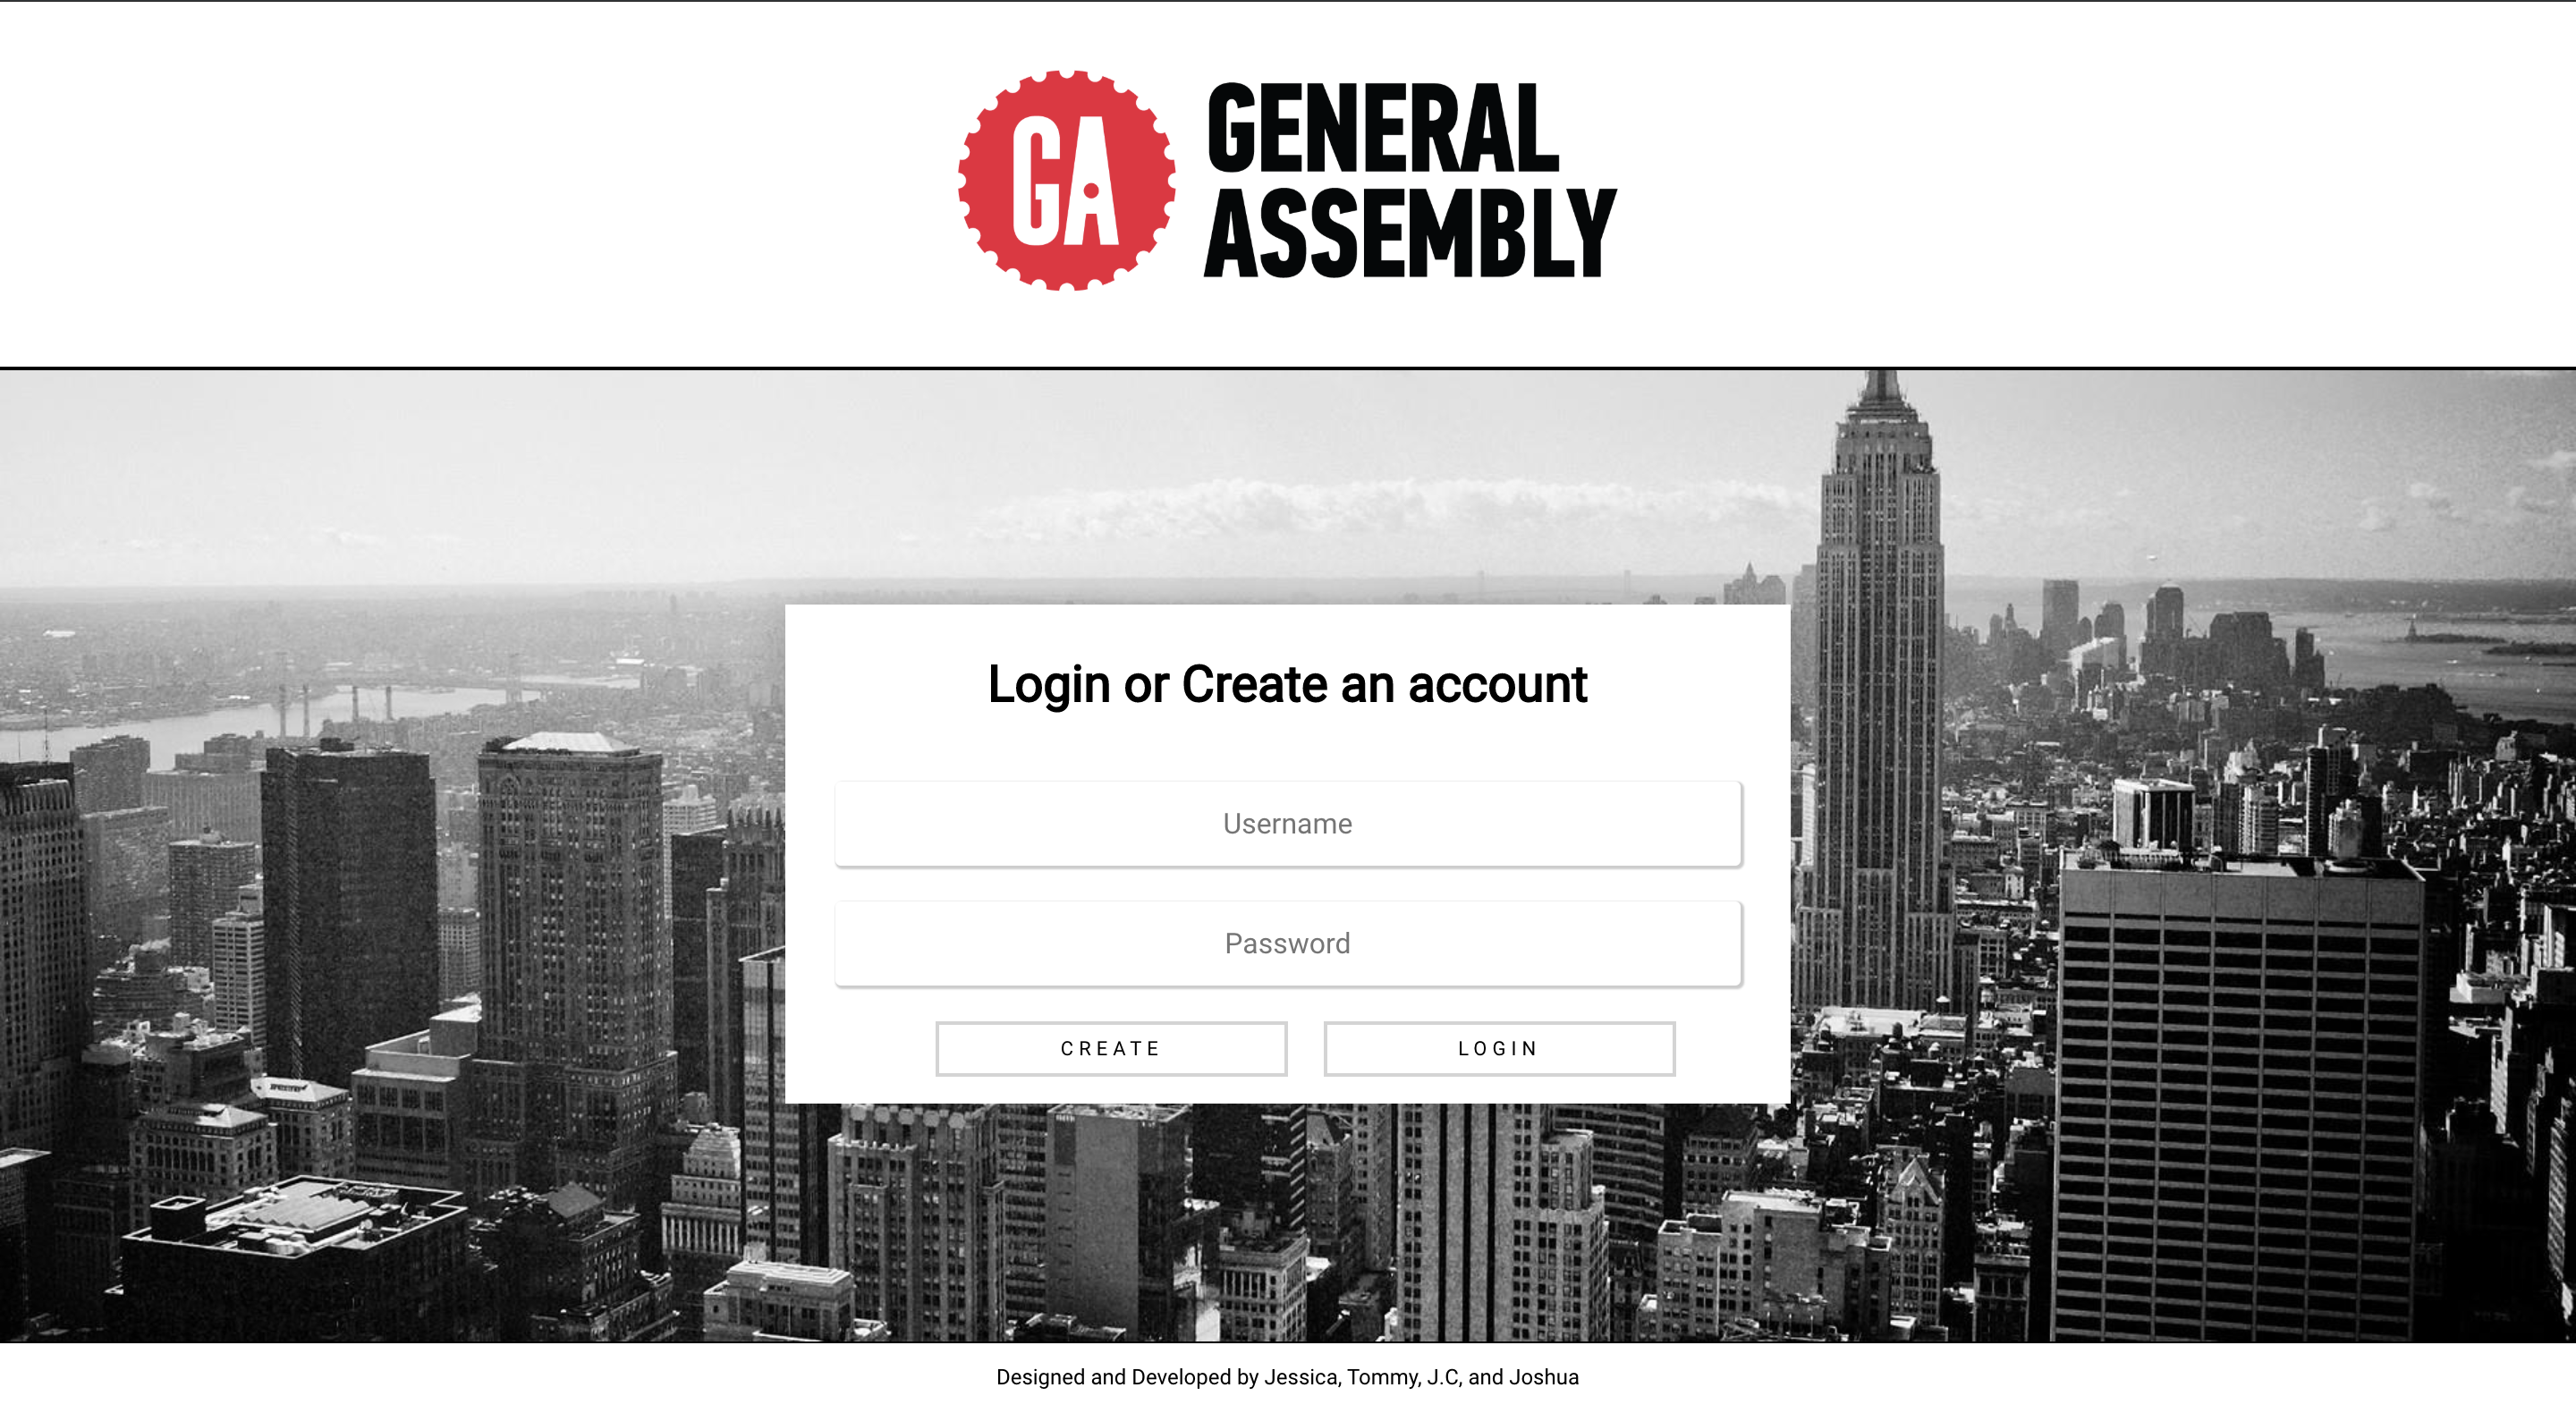 GA
GENERAL
ASSEMBLY
Login or Create an account
Username
Password
CREATE LOGIN
Designed and Developed by Jessica, Tommy, J.C, and Joshua